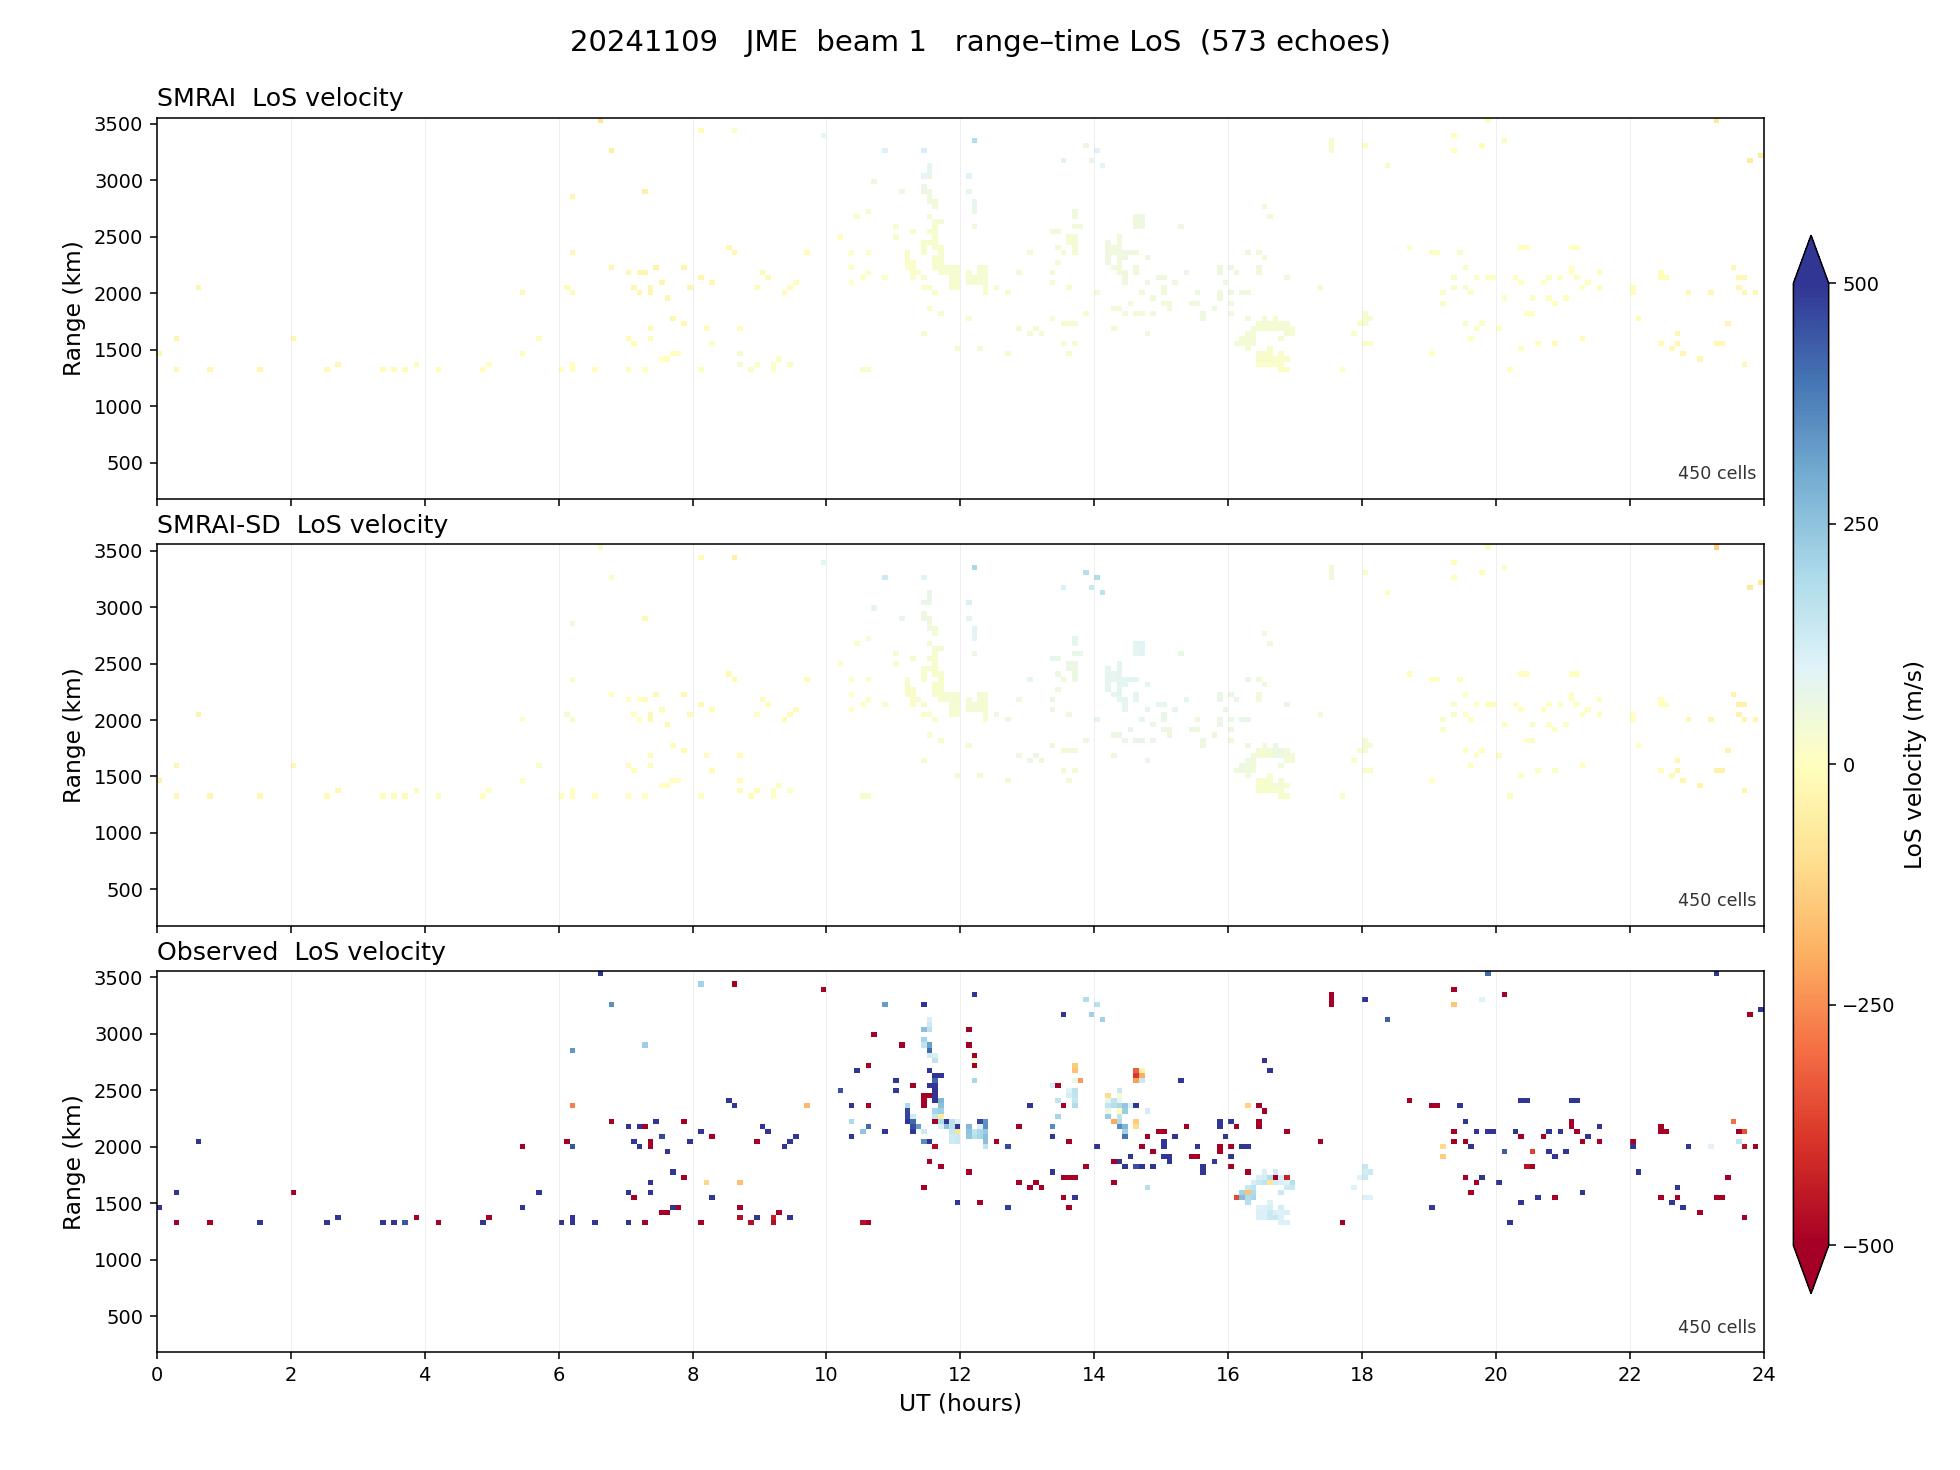 20241109 JME beam 1 range–time LoS (573 echoes)
SMRAI LoS velocity
3500
3000
2500
2000
1500
1000
500
Range (km)
450 cells
SMRAI-SD LoS velocity
3500
3000
2500
2000
1500
1000
500
Range (km)
450 cells
Observed LoS velocity
3500
3000
2500
2000
1500
1000
500
Range (km)
450 cells
0 2 4 6 8 10 12 14 16 18 20 22 24
UT (hours)
500
250
0
−250
−500
LoS velocity (m/s)